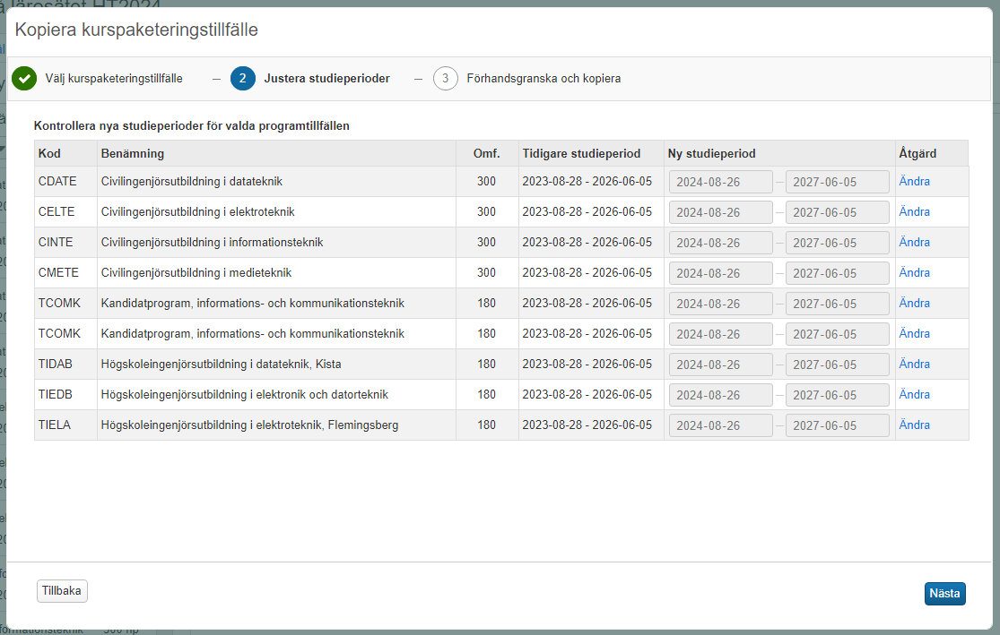 Kopiera kurspaketeringstillfälle
Välj kurspaketeringstillfälle – 2 Justera studieperioder – 3 Förhandsgranska och kopiera
Kontrollera nya studieperioder för valda programtillfällen
Kod Benämning Omf. Tidigare studieperiod Ny studieperiod Åtgärd
CDATE Civilingenjörsutbildning i datateknik 300 2023-08-28 - 2026-06-05 2024-08-26 – 2027-06-05 Ändra
CELTE Civilingenjörsutbildning i elektroteknik 300 2023-08-28 - 2026-06-05 2024-08-26 – 2027-06-05 Ändra
CINTE Civilingenjörsutbildning i informationsteknik 300 2023-08-28 - 2026-06-05 2024-08-26 – 2027-06-05 Ändra
CMETE Civilingenjörsutbildning i medieteknik 300 2023-08-28 - 2026-06-05 2024-08-26 – 2027-06-05 Ändra
TCOMK Kandidatprogram, informations- och kommunikationsteknik 180 2023-08-28 - 2026-06-05 2024-08-26 – 2027-06-05 Ändra
TCOMK Kandidatprogram, informations- och kommunikationsteknik 180 2023-08-28 - 2026-06-05 2024-08-26 – 2027-06-05 Ändra
TIDAB Högskoleingenjörsutbildning i datateknik, Kista 180 2023-08-28 - 2026-06-05 2024-08-26 – 2027-06-05 Ändra
TIEDB Högskoleingenjörsutbildning i elektronik och datorteknik 180 2023-08-28 - 2026-06-05 2024-08-26 – 2027-06-05 Ändra
TIELA Högskoleingenjörsutbildning i elektroteknik, Flemingsberg 180 2023-08-28 - 2026-06-05 2024-08-26 – 2027-06-05 Ändra
Tillbaka Nästa